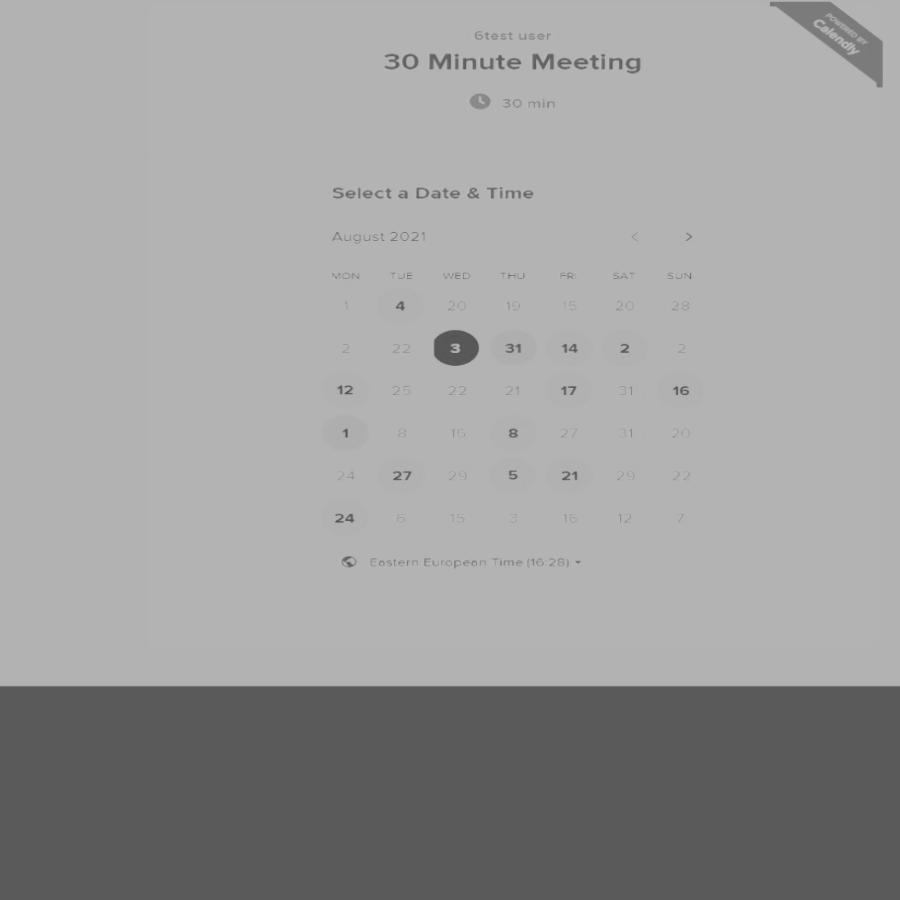 6test user
30 Minute Meeting
30 min
POWERED BY
Calendly
Select a Date & Time
August 2021 < >
MON TUE WED THU FRI SAT SUN
1 4 20 19 15 20 28
2 22 3 31 14 2 2
12 25 22 21 17 31 16
1 8 16 8 27 31 20
24 27 29 5 21 29 22
24 6 15 3 16 12 7
Eastern European Time (16:28)